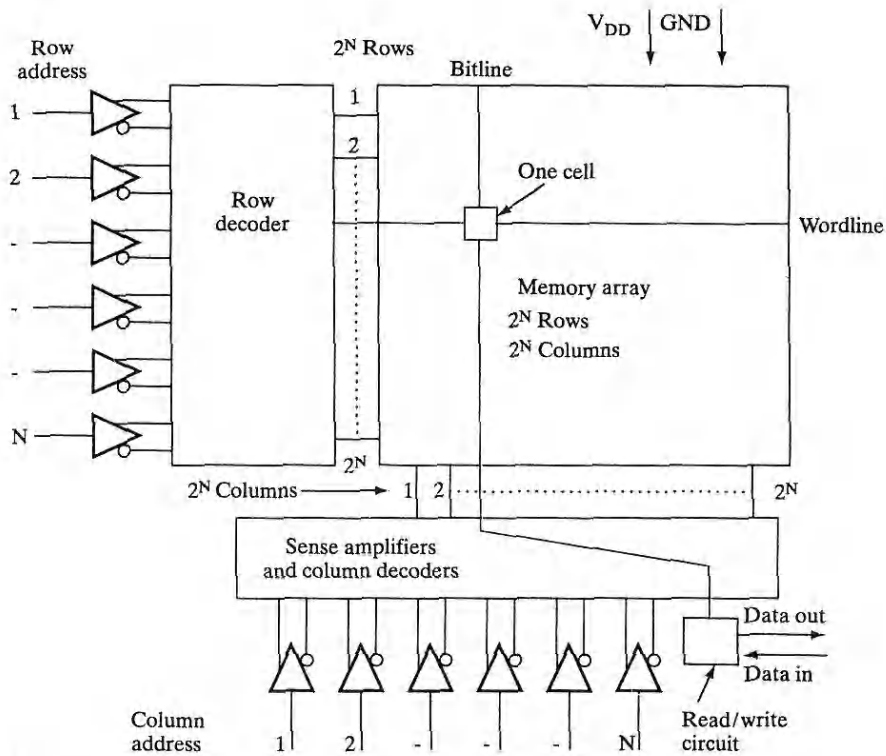 V_DD GND
Row address
2^N Rows
Bitline
1
2
-
-
-
N
Row decoder
1
2
2^N
One cell
Wordline
Memory array
2^N Rows
2^N Columns
2^N Columns
1 2 2^N
Sense amplifiers
and column decoders
Data out
Data in
Read/write
circuit
Column
address
1 2 - - - N